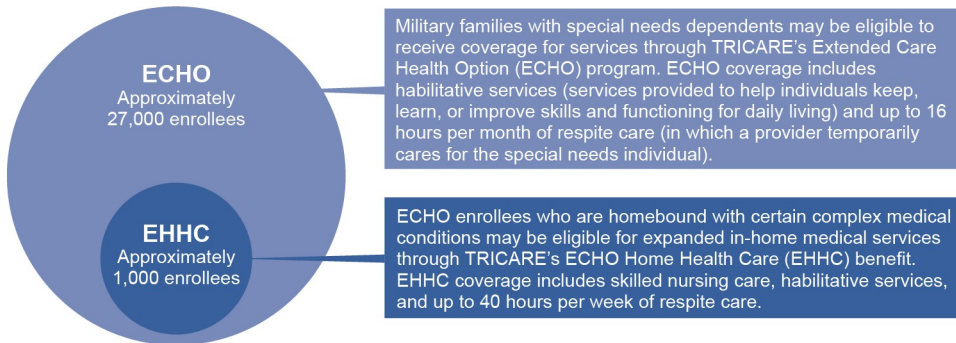 ECHO
Approximately
27,000 enrollees
Military families with special needs dependents may be eligible to
receive coverage for services through TRICARE's Extended Care
Health Option (ECHO) program. ECHO coverage includes
habilitative services (services provided to help individuals keep,
learn, or improve skills and functioning for daily living) and up to 16
hours per month of respite care (in which a provider temporarily
cares for the special needs individual).
EHHC
Approximately
1,000 enrollees
ECHO enrollees who are homebound with certain complex medical
conditions may be eligible for expanded in-home medical services
through TRICARE's ECHO Home Health Care (EHHC) benefit.
EHHC coverage includes skilled nursing care, habilitative services,
and up to 40 hours per week of respite care.